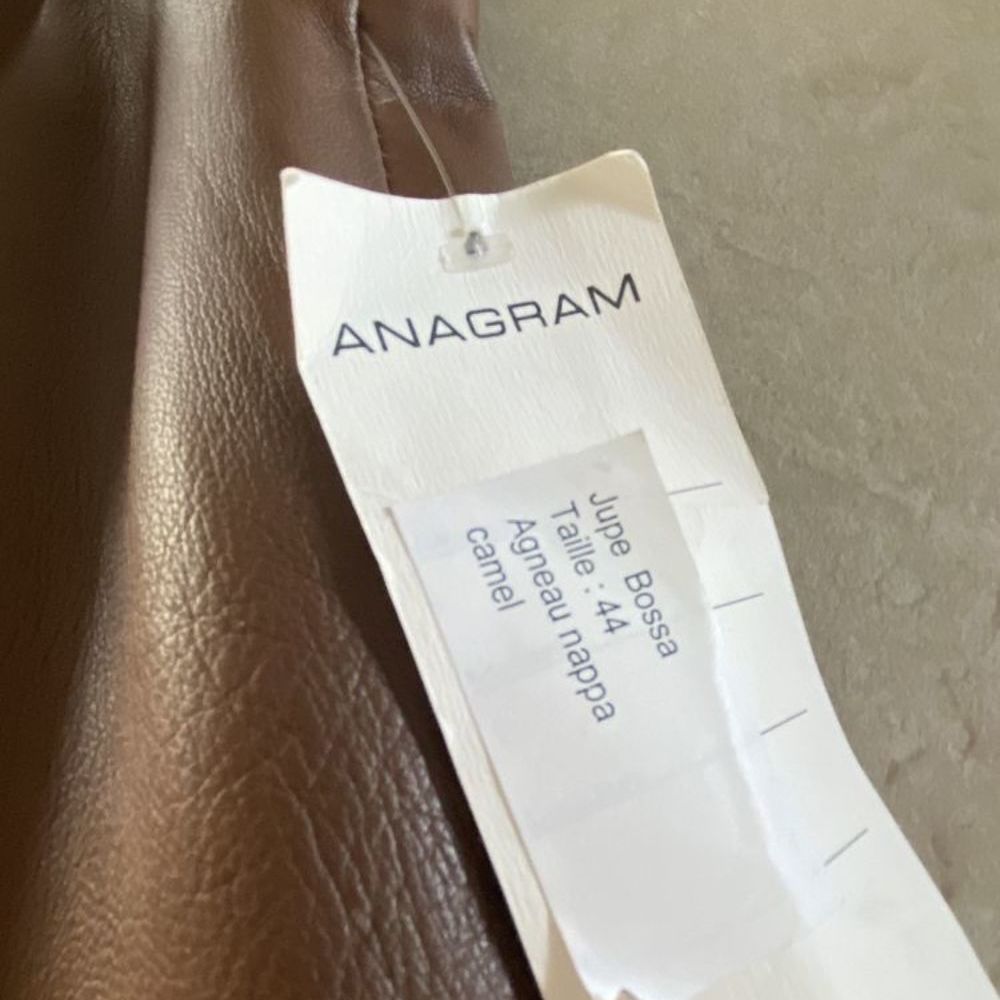 ANAGRAM
Jupe Bossa
Taille : 44
Agneau nappa
camel